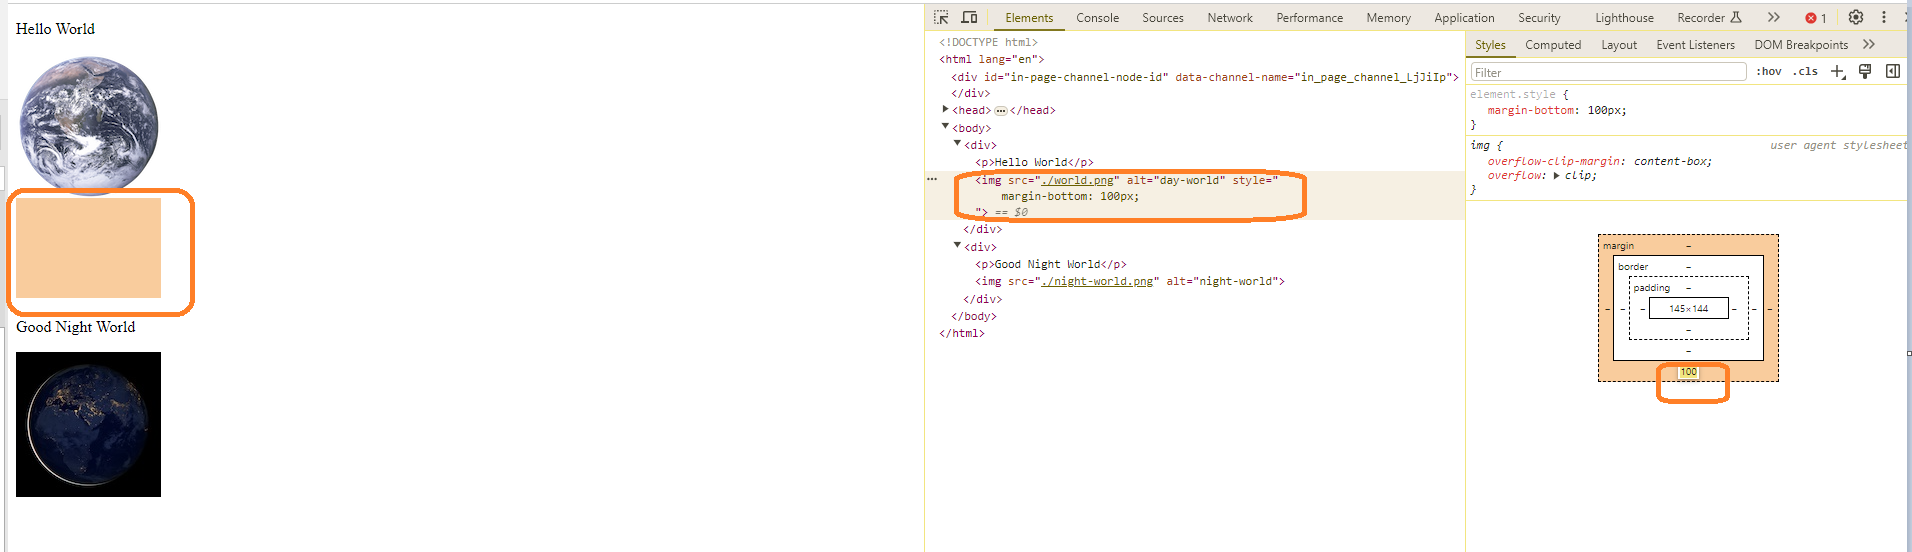 Hello World
Good Night World
Elements Console Sources Network Performance Memory Application Security Lighthouse Recorder 1
<!DOCTYPE html>
<html lang="en">
<div id="in-page-channel-node-id" data-channel-name="in_page_channel_LjJiIp">
</div>
<head> … </head>
<body>
<div>
<p>Hello World</p>
<img src="./world.png" alt="day-world" style="
margin-bottom: 100px;
"> == $0
</div>
<div>
<p>Good Night World</p>
<img src="./night-world.png" alt="night-world">
</div>
</body>
</html>
Styles Computed Layout Event Listeners DOM Breakpoints
Filter :hov .cls
element.style {
margin-bottom: 100px;
}
img { user agent stylesheet
overflow-clip-margin: content-box;
overflow: clip;
}
margin -
border -
padding -
- - - 145×144 - - -
-
-
100